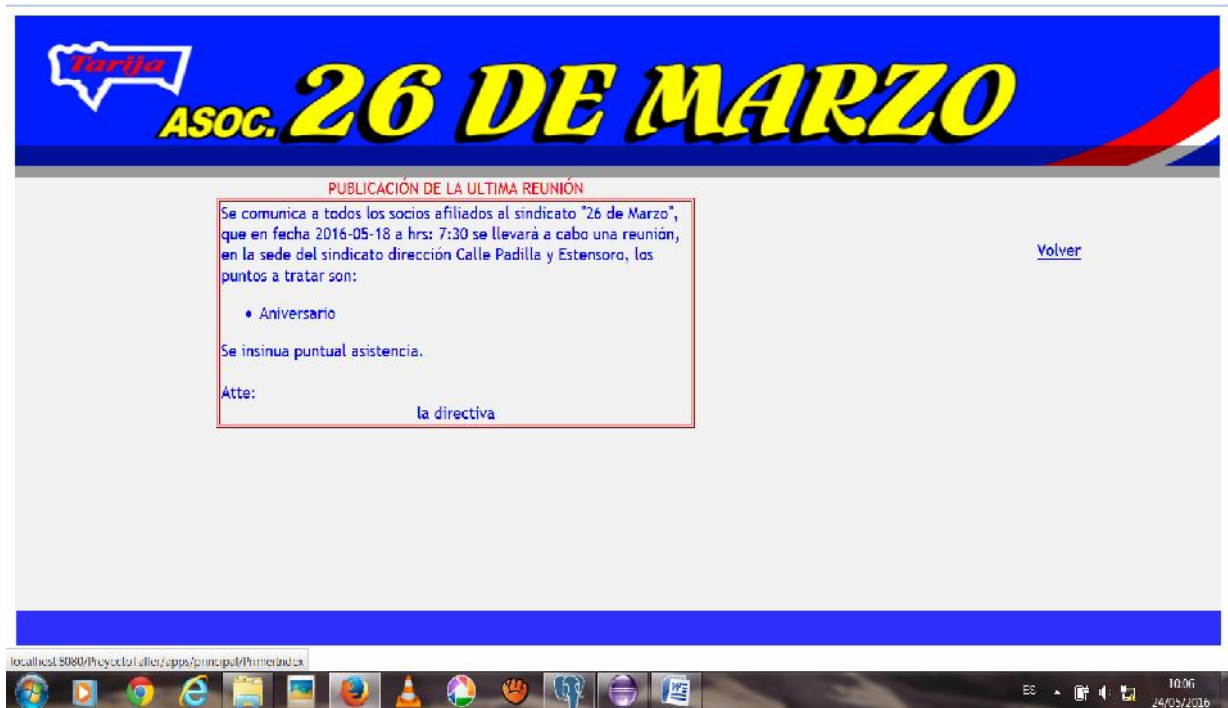 Tarija
ASOC. 26 DE MARZO
PUBLICACIÓN DE LA ULTIMA REUNIÓN
Se comunica a todos los socios afiliados al sindicato "26 de Marzo",
que en fecha 2016-05-18 a hrs: 7:30 se llevará a cabo una reunión,
en la sede del sindicato dirección Calle Padilla y Estensoro, los
puntos a tratar son:
• Aniversario
Se insinua puntual asistencia.
Atte:
la directiva
Volver
localhost:8080/ProyectoTaller/apps/principal/PrimerIndex
ES
10:06
24/05/2016